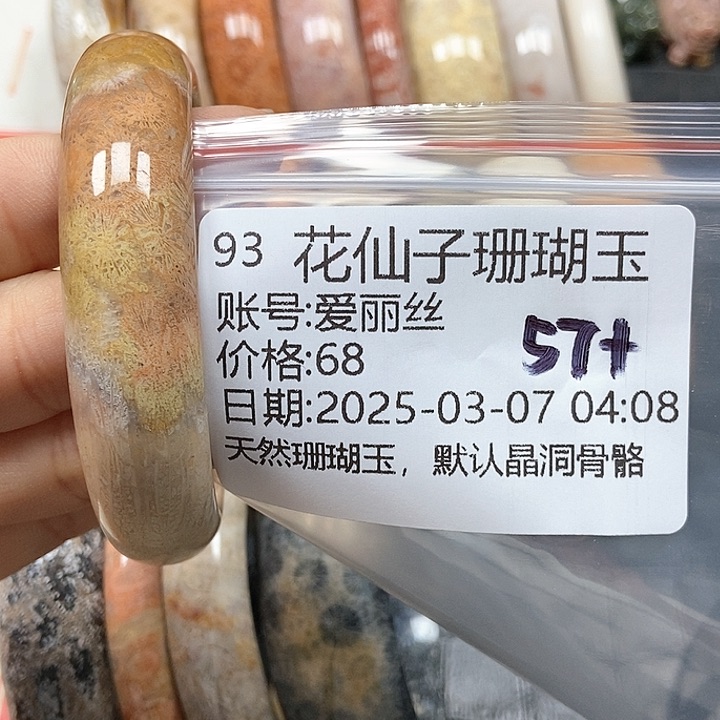 93 花仙子珊瑚玉
账号:爱丽丝
价格:68
57+
日期:2025-03-07 04:08
天然珊瑚玉，默认晶洞骨骼